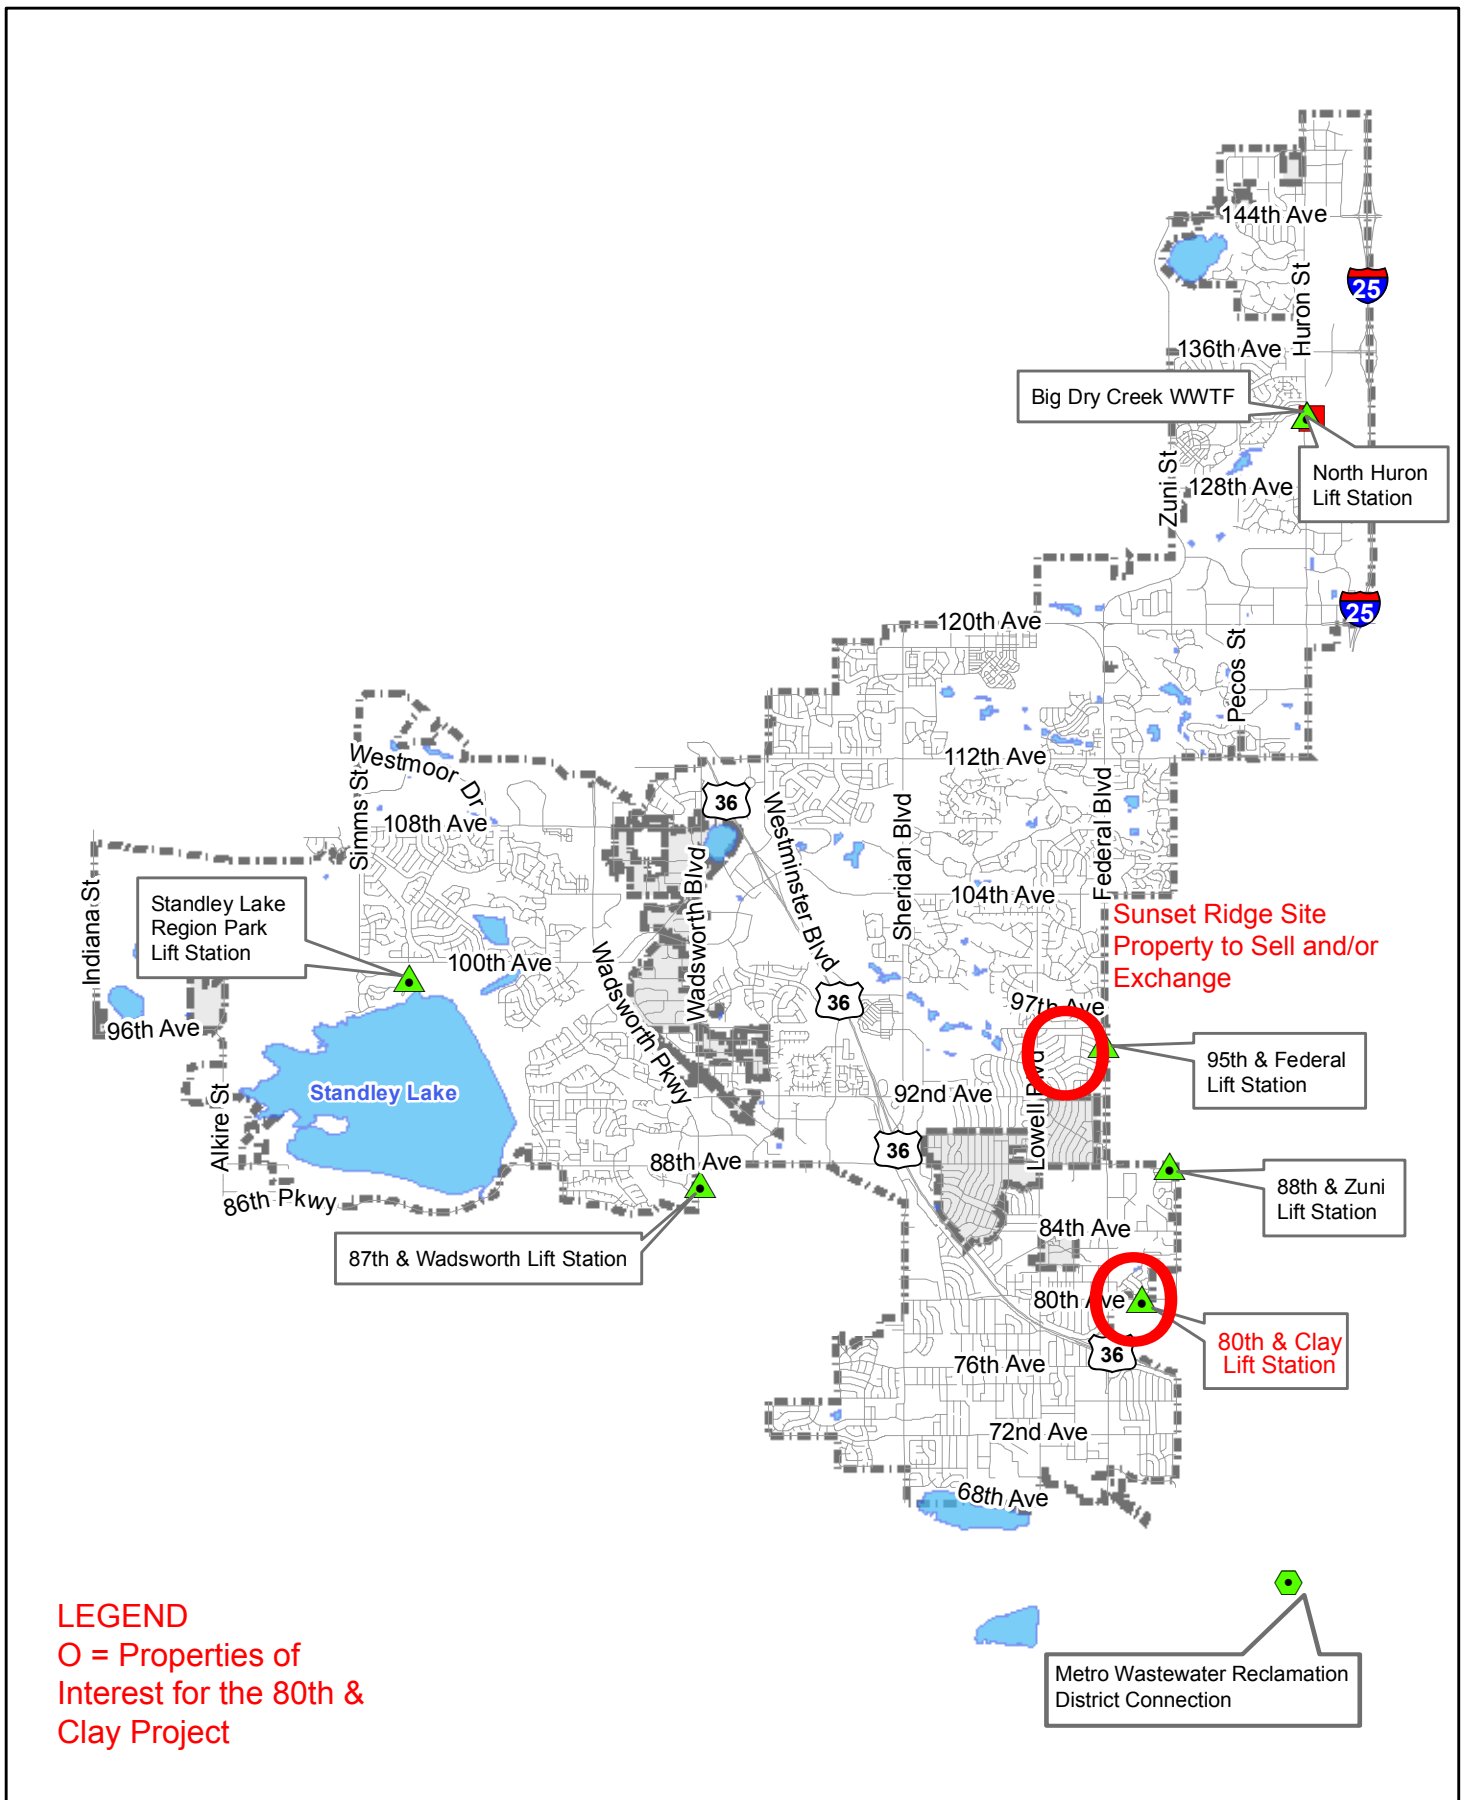 144th Ave
Huron St
25
136th Ave
Big Dry Creek WWTF
North Huron
Lift Station
Zuni St
128th Ave
25
120th Ave
Pecos St
112th Ave
Westmoor Dr
Simms St
36
108th Ave
Westminster Blvd
Sheridan Blvd
Federal Blvd
Wadsworth Blvd
104th Ave
Indiana St
Standley Lake
Region Park
Lift Station
Sunset Ridge Site
Property to Sell and/or
Exchange
100th Ave
Wadsworth Pkwy
36
97th Ave
96th Ave
95th & Federal
Lift Station
Standley Lake
92nd Ave
Lowell Blvd
Alkire St
36
88th Ave
88th & Zuni
Lift Station
86th Pkwy
84th Ave
87th & Wadsworth Lift Station
80th Ave
80th & Clay
Lift Station
36
76th Ave
72nd Ave
68th Ave
LEGEND
O = Properties of
Interest for the 80th &
Clay Project
Metro Wastewater Reclamation
District Connection